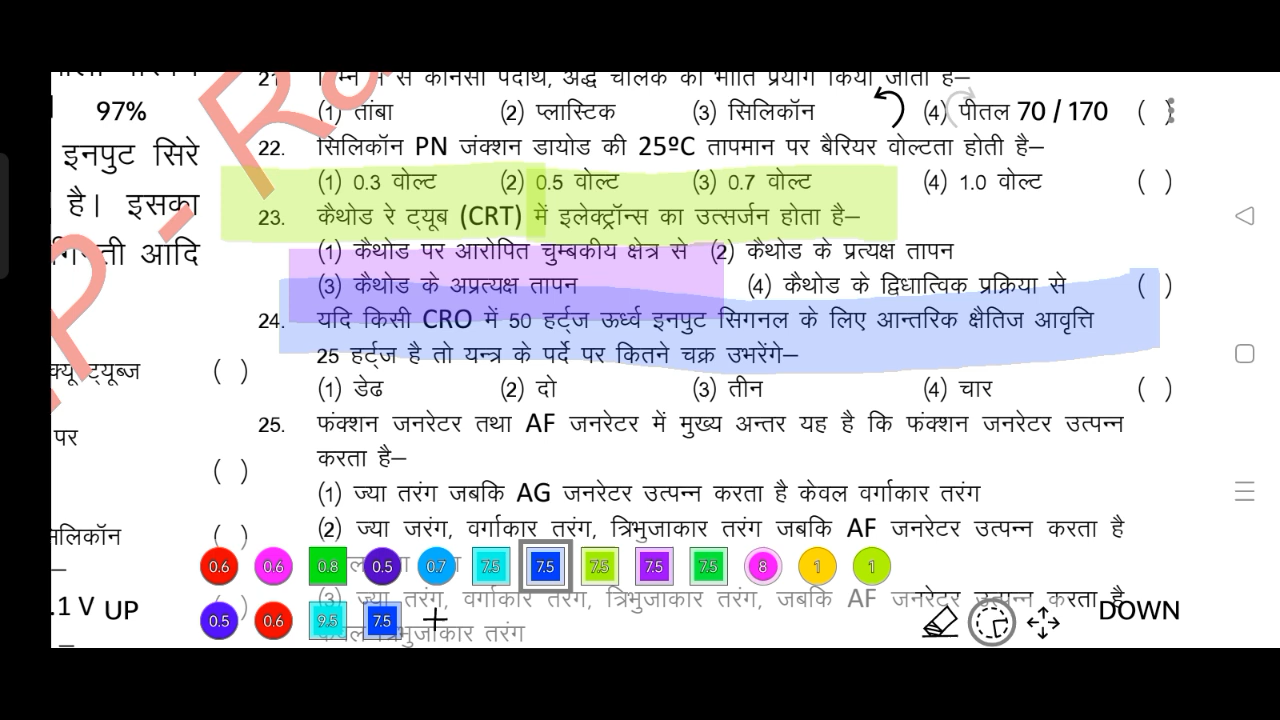 97%
इनपुट सिरे
है। इसका
आदि
क्यू ट्यूब्ज ( )
पर
( )
( )
.1 V UP ( )
P - Ra
21.
(1) तांबा (2) प्लास्टिक (3) सिलिकॉन (4) पीतल 70 / 170 ( )
22. सिलिकॉन PN जंक्शन डायोड की 25ºC तापमान पर बैरियर वोल्टता होती है–
(1) 0.3 वोल्ट (2) 0.5 वोल्ट (3) 0.7 वोल्ट (4) 1.0 वोल्ट ( )
23. कैथोड रे ट्यूब (CRT) में इलेक्ट्रॉन्स का उत्सर्जन होता है–
(1) कैथोड पर आरोपित चुम्बकीय क्षेत्र से (2) कैथोड के प्रत्यक्ष तापन
(3) कैथोड के अप्रत्यक्ष तापन (4) कैथोड के द्विधात्विक प्रक्रिया से ( )
24. यदि किसी CRO में 50 हर्ट्ज ऊर्ध्व इनपुट सिगनल के लिए आन्तरिक क्षैतिज आवृत्ति
25 हर्ट्ज है तो यन्त्र के पर्दे पर कितने चक्र उभरेंगे–
(1) डेढ (2) दो (3) तीन (4) चार ( )
25. फंक्शन जनरेटर तथा AF जनरेटर में मुख्य अन्तर यह है कि फंक्शन जनरेटर उत्पन्न
करता है–
(1) ज्या तरंग जबकि AG जनरेटर उत्पन्न करता है केवल वर्गाकार तरंग
(2) ज्या जरंग, वर्गाकार तरंग, त्रिभुजाकार तरंग जबकि AF जनरेटर उत्पन्न करता है
0.6 0.6 0.8 0.5 0.7 7.5 7.5 7.5 7.5 7.5 8 1 1
(3) ज्या तरंग, वर्गाकार तरंग, त्रिभुजाकार तरंग, जबकि AF जनरेटर उत्पन्न करता है
0.5 0.6 9.5 7.5 + DOWN
तरंग